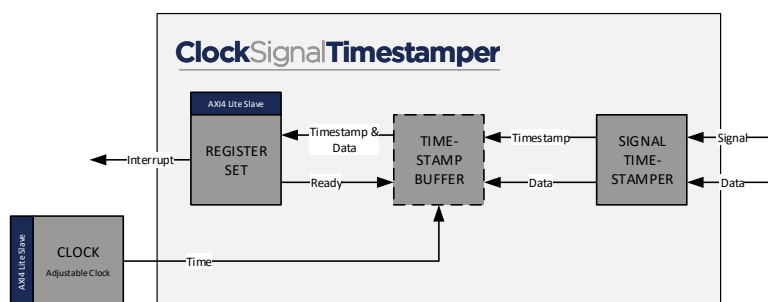 ClockSignalTimestamper
AXI4 Lite Slave
REGISTER
SET
Timestamp &
Data
TIME-
STAMP
BUFFER
Timestamp
SIGNAL
TIME-
STAMPER
Signal
Interrupt
Ready
Data
Data
AXI4 Lite Slave
CLOCK
Adjustable Clock
Time